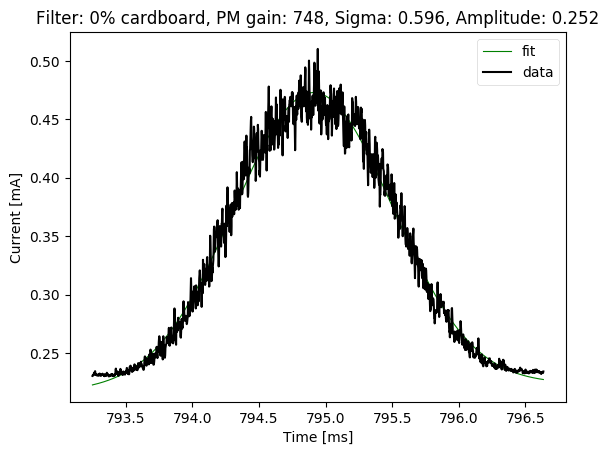 Filter: 0% cardboard, PM gain: 748, Sigma: 0.596, Amplitude: 0.252
fit
data
0.50
0.45
0.40
0.35
0.30
0.25
Current [mA]
793.5 794.0 794.5 795.0 795.5 796.0 796.5
Time [ms]